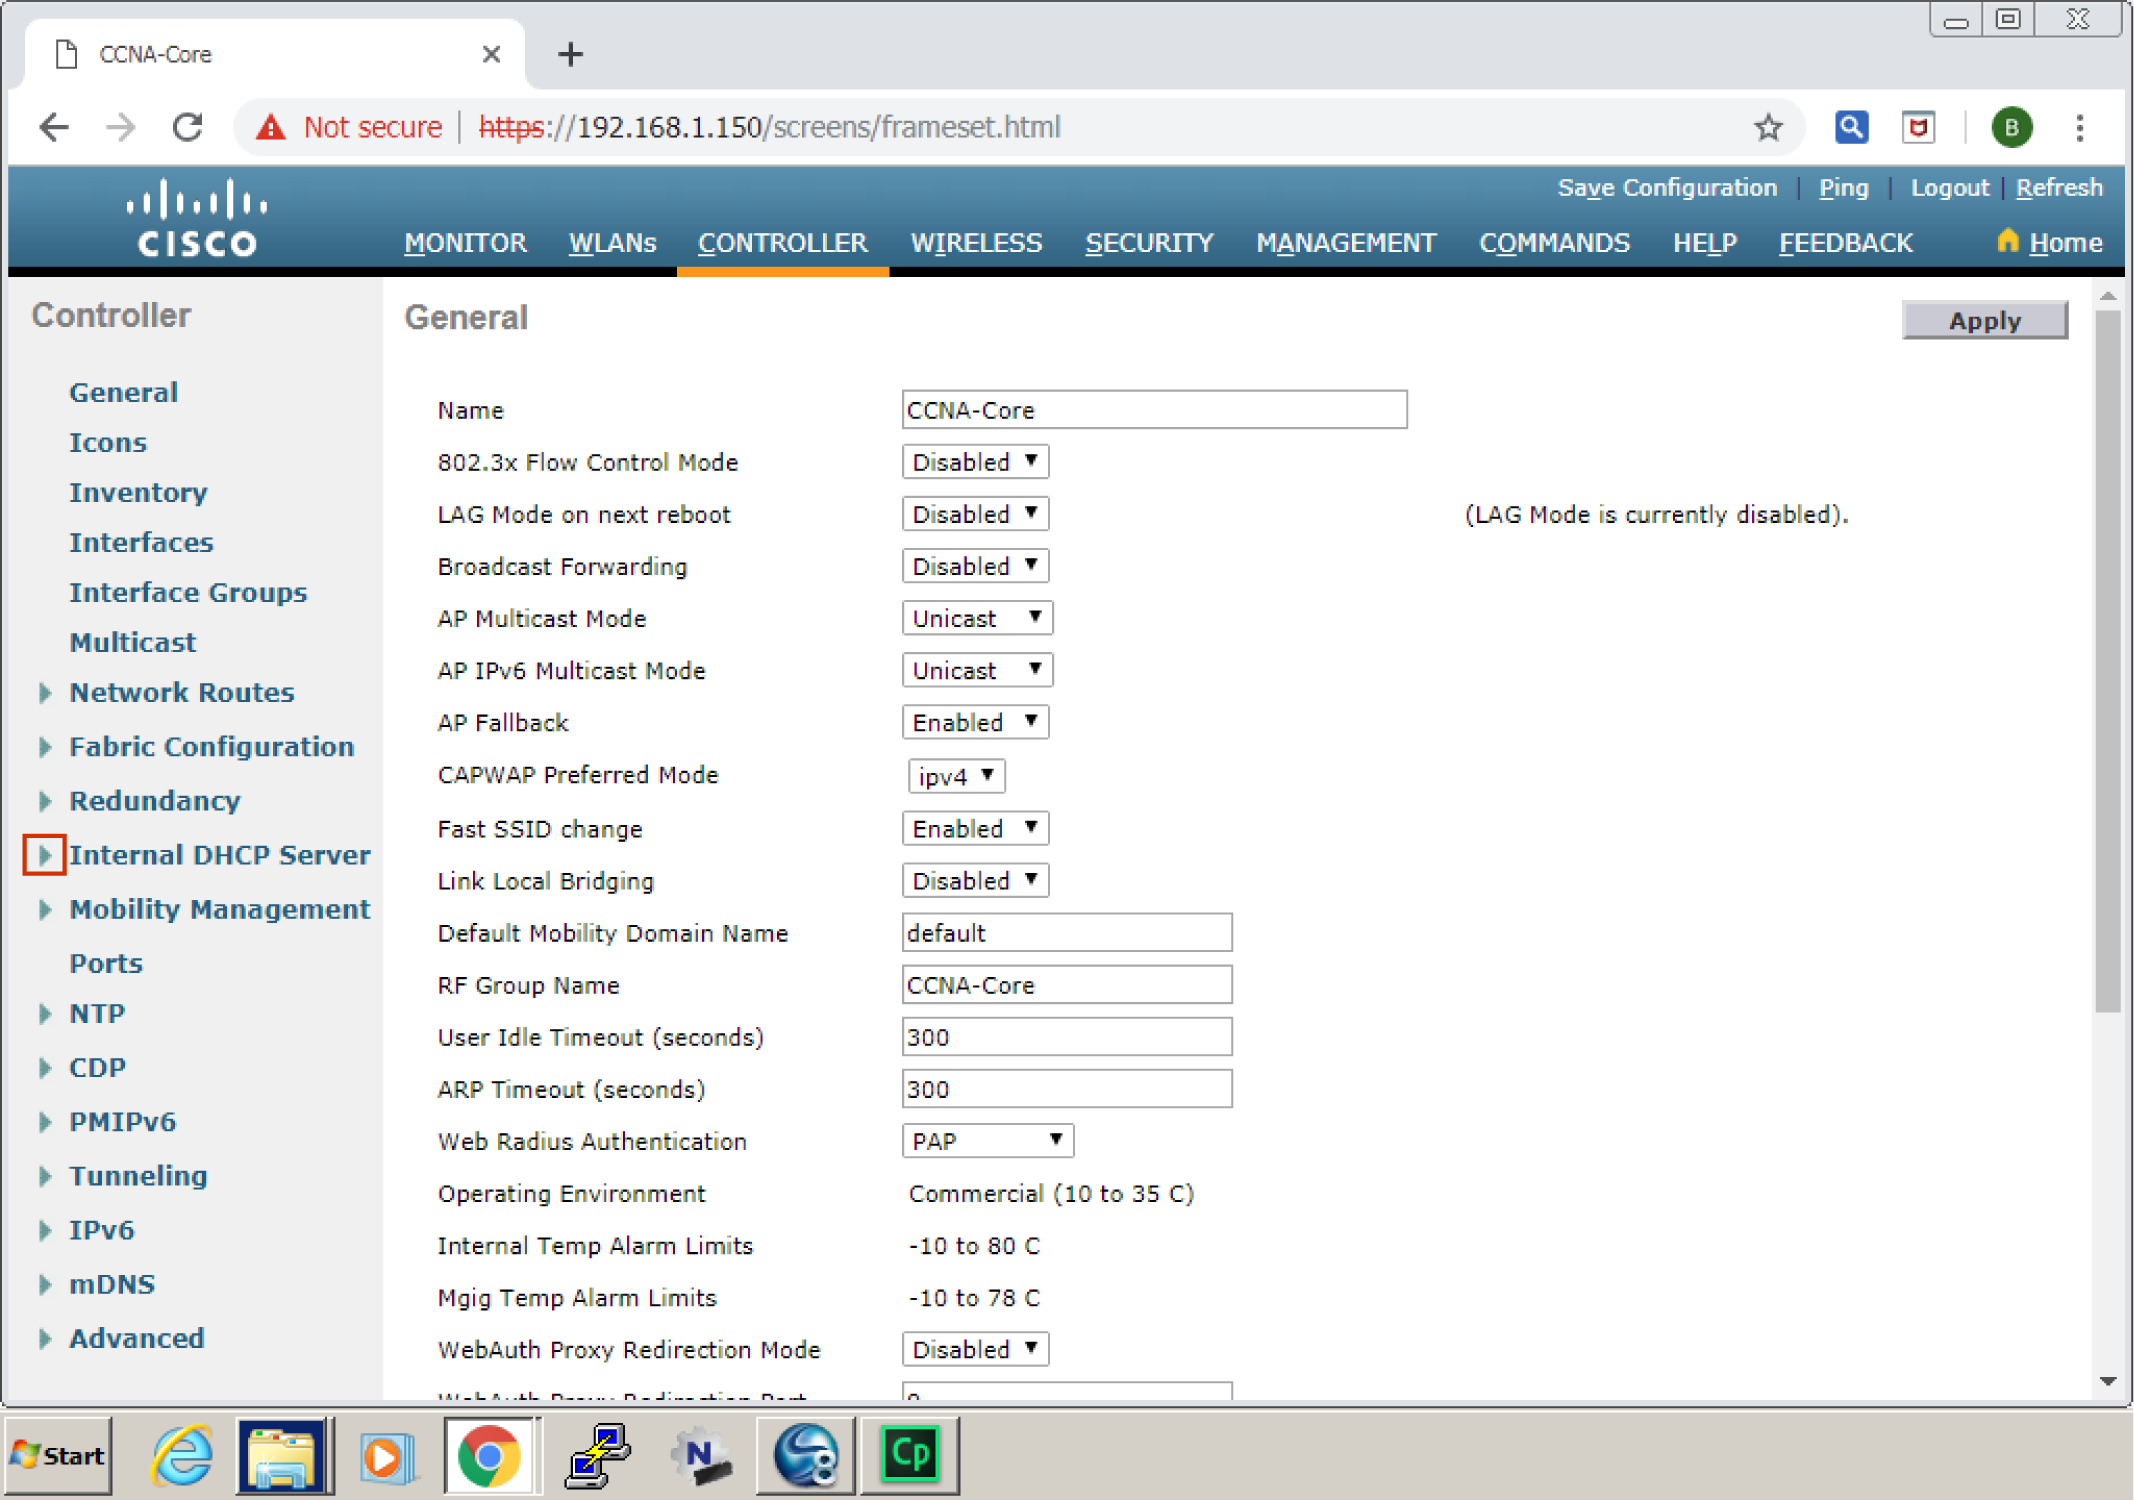 CCNA-Core
Not secure | https://192.168.1.150/screens/frameset.html
B
Save Configuration | Ping | Logout | Refresh
CISCO
MONITOR WLANs CONTROLLER WIRELESS SECURITY MANAGEMENT COMMANDS HELP FEEDBACK Home
Controller
General
Icons
Inventory
Interfaces
Interface Groups
Multicast
Network Routes
Fabric Configuration
Redundancy
Internal DHCP Server
Mobility Management
Ports
NTP
CDP
PMIPv6
Tunneling
IPv6
mDNS
Advanced
General
Apply
Name CCNA-Core
802.3x Flow Control Mode Disabled
LAG Mode on next reboot Disabled (LAG Mode is currently disabled).
Broadcast Forwarding Disabled
AP Multicast Mode Unicast
AP IPv6 Multicast Mode Unicast
AP Fallback Enabled
CAPWAP Preferred Mode ipv4
Fast SSID change Enabled
Link Local Bridging Disabled
Default Mobility Domain Name default
RF Group Name CCNA-Core
User Idle Timeout (seconds) 300
ARP Timeout (seconds) 300
Web Radius Authentication PAP
Operating Environment Commercial (10 to 35 C)
Internal Temp Alarm Limits -10 to 80 C
Mgig Temp Alarm Limits -10 to 78 C
WebAuth Proxy Redirection Mode Disabled
WebAuth Proxy Redirection Port 0
Start
N
8
Cp